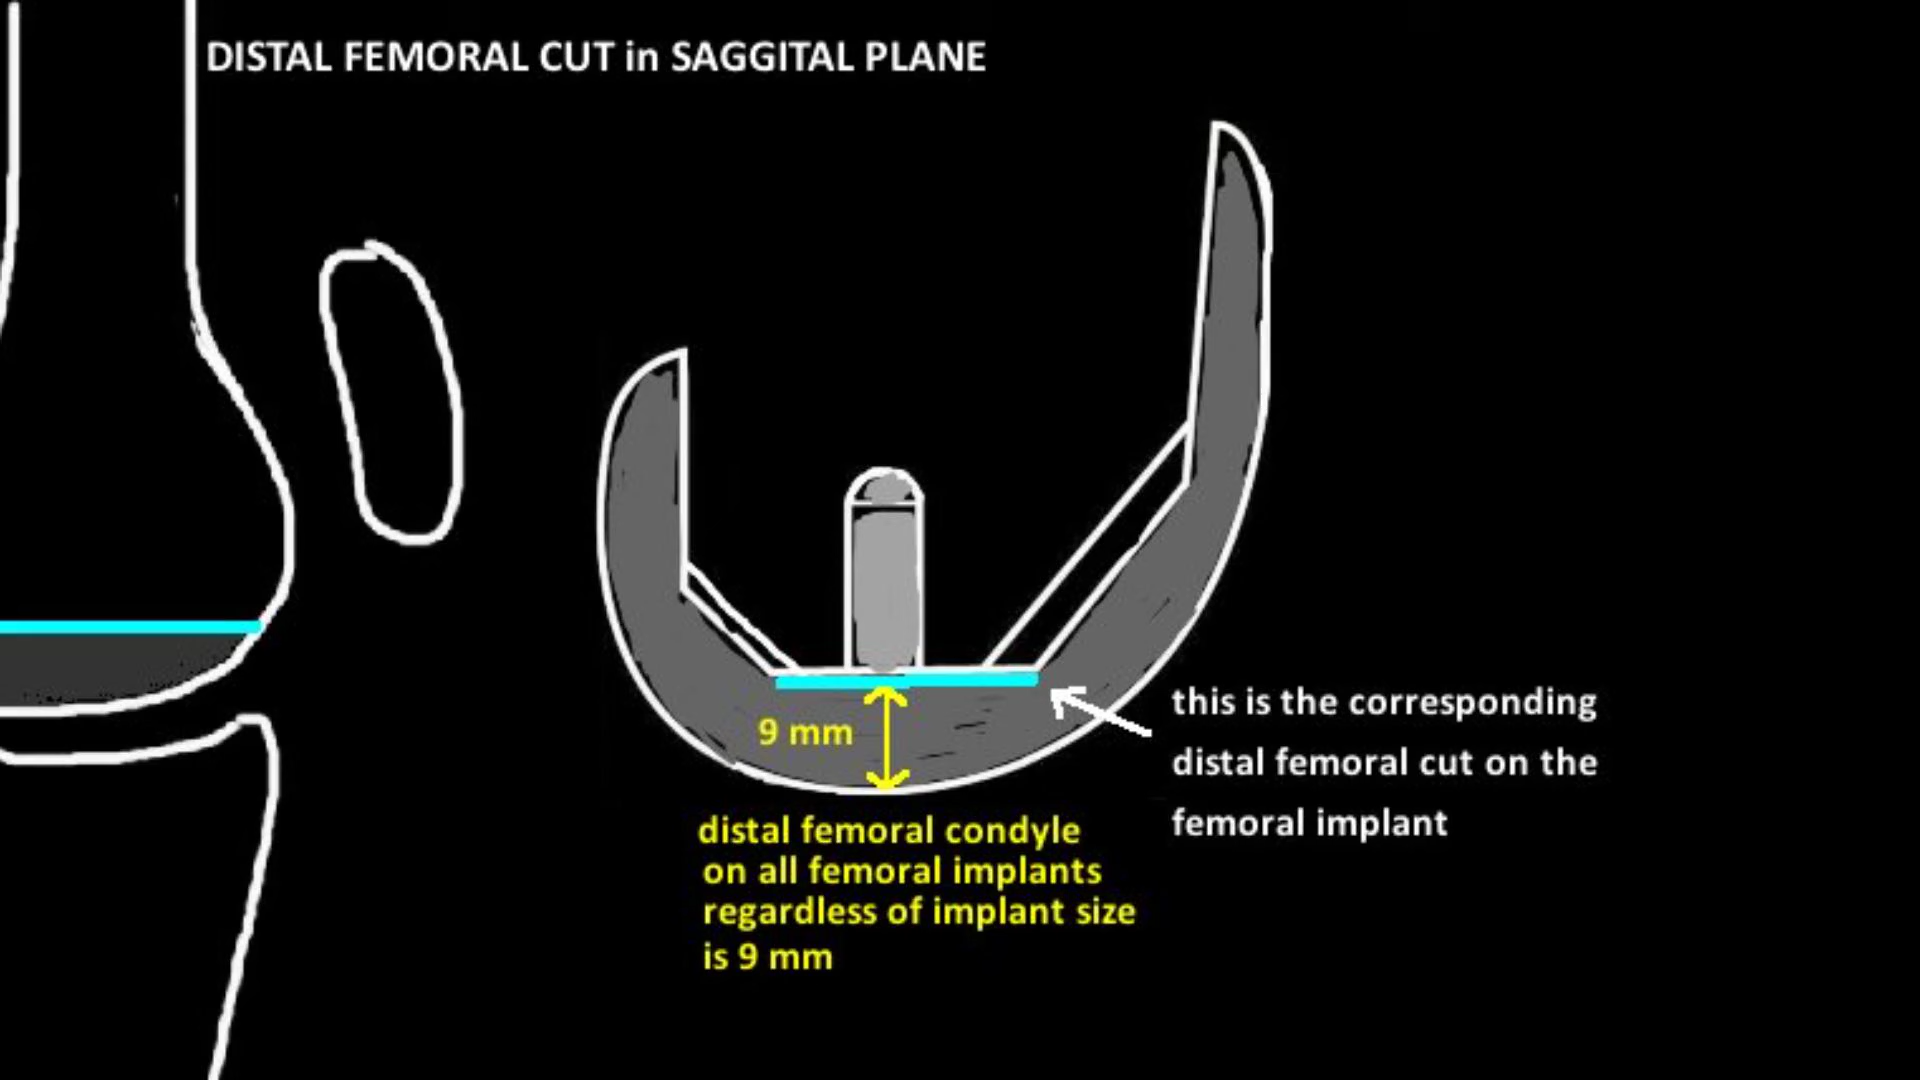 DISTAL FEMORAL CUT in SAGGITAL PLANE
9 mm
this is the corresponding
distal femoral cut on the
femoral implant
distal femoral condyle
on all femoral implants
regardless of implant size
is 9 mm